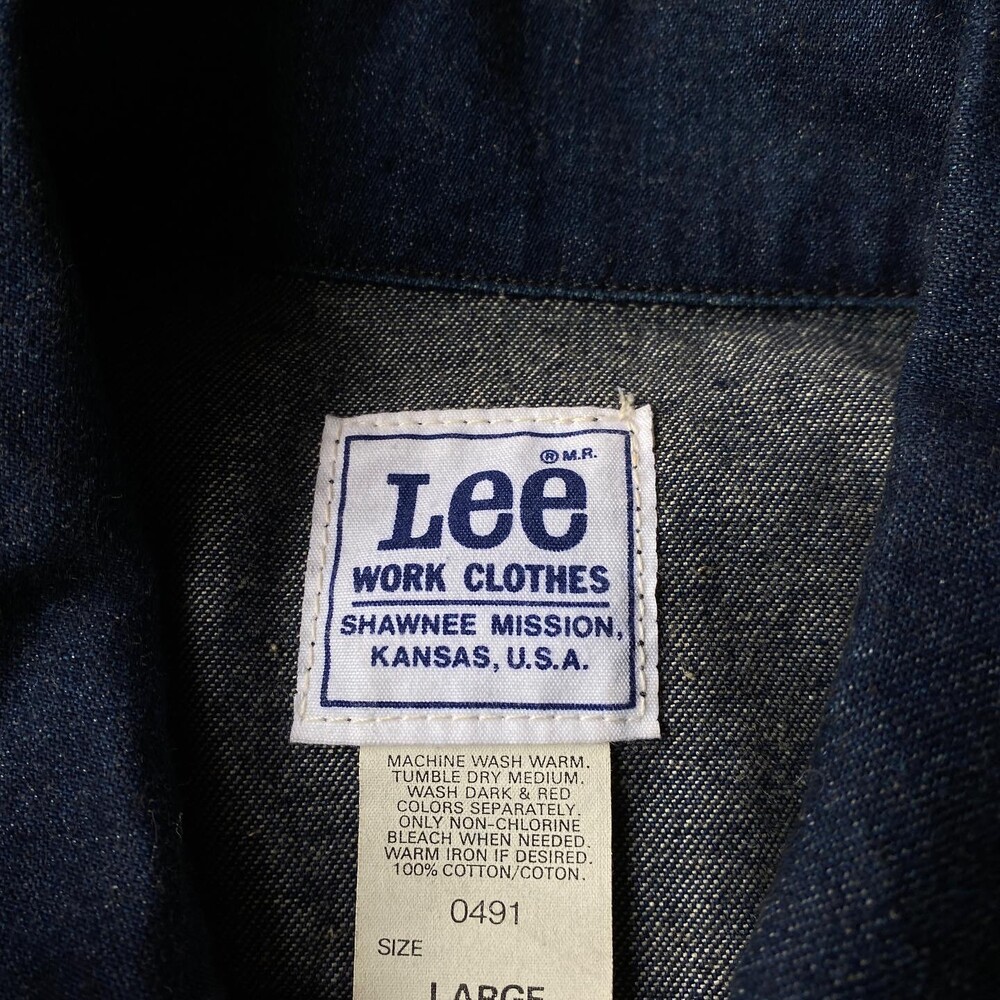 ® M.R.
Lee
WORK CLOTHES
SHAWNEE MISSION,
KANSAS, U.S.A.
MACHINE WASH WARM.
TUMBLE DRY MEDIUM.
WASH DARK & RED
COLORS SEPARATELY.
ONLY NON-CHLORINE
BLEACH WHEN NEEDED.
WARM IRON IF DESIRED.
100% COTTON/COTON.
0491
SIZE
LARGE